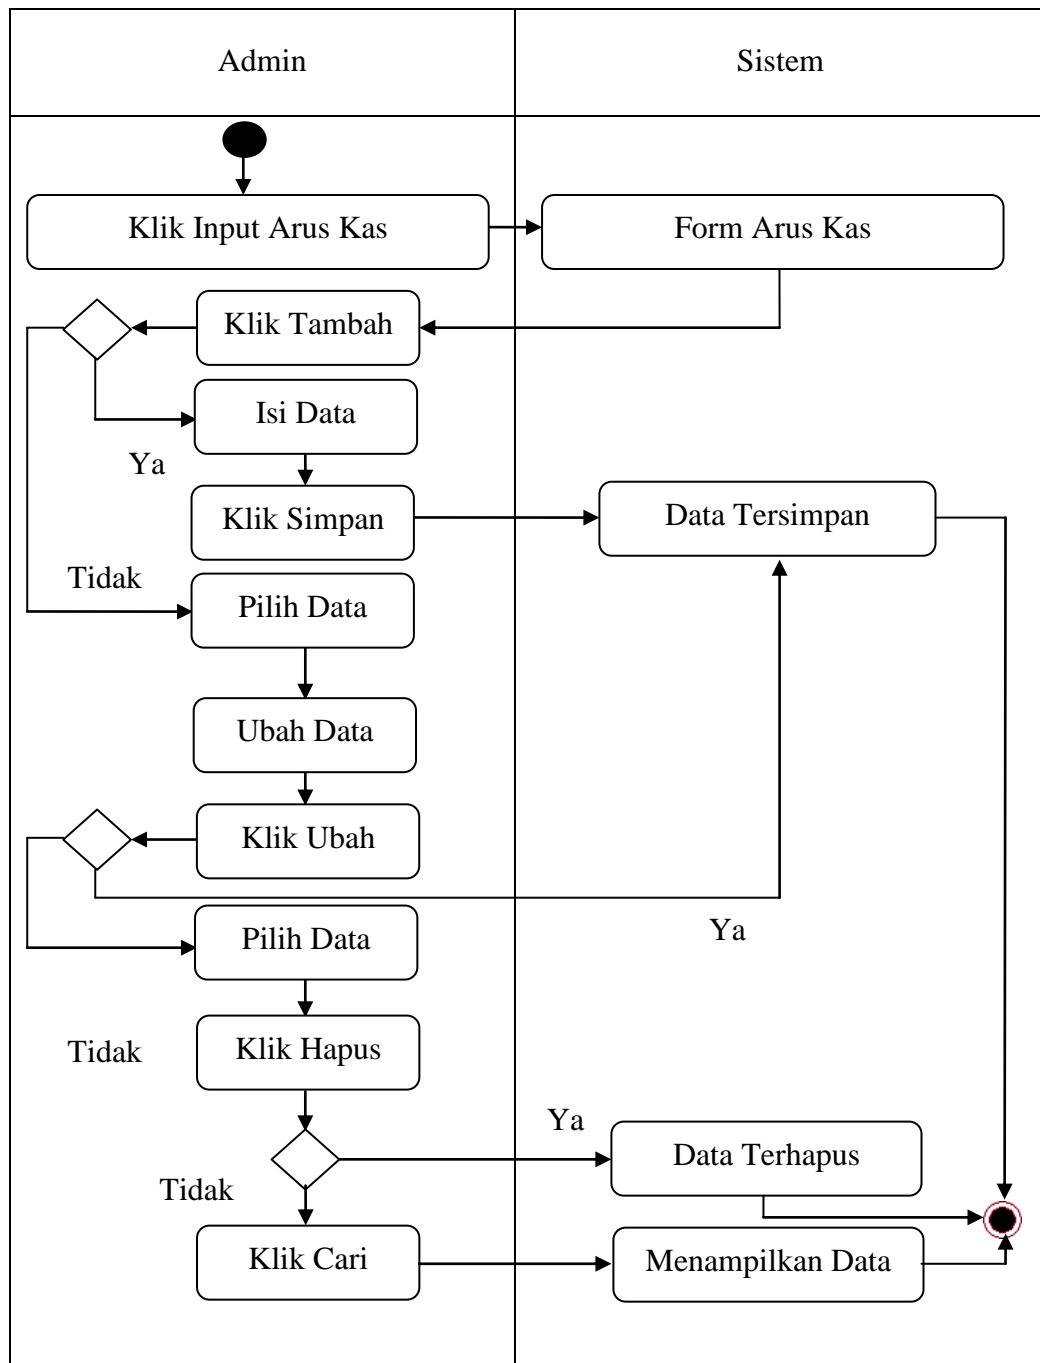 Admin
Sistem
Klik Input Arus Kas
Form Arus Kas
Klik Tambah
Isi Data
Ya
Klik Simpan
Data Tersimpan
Tidak
Pilih Data
Ubah Data
Klik Ubah
Ya
Pilih Data
Tidak
Klik Hapus
Ya
Data Terhapus
Tidak
Klik Cari
Menampilkan Data